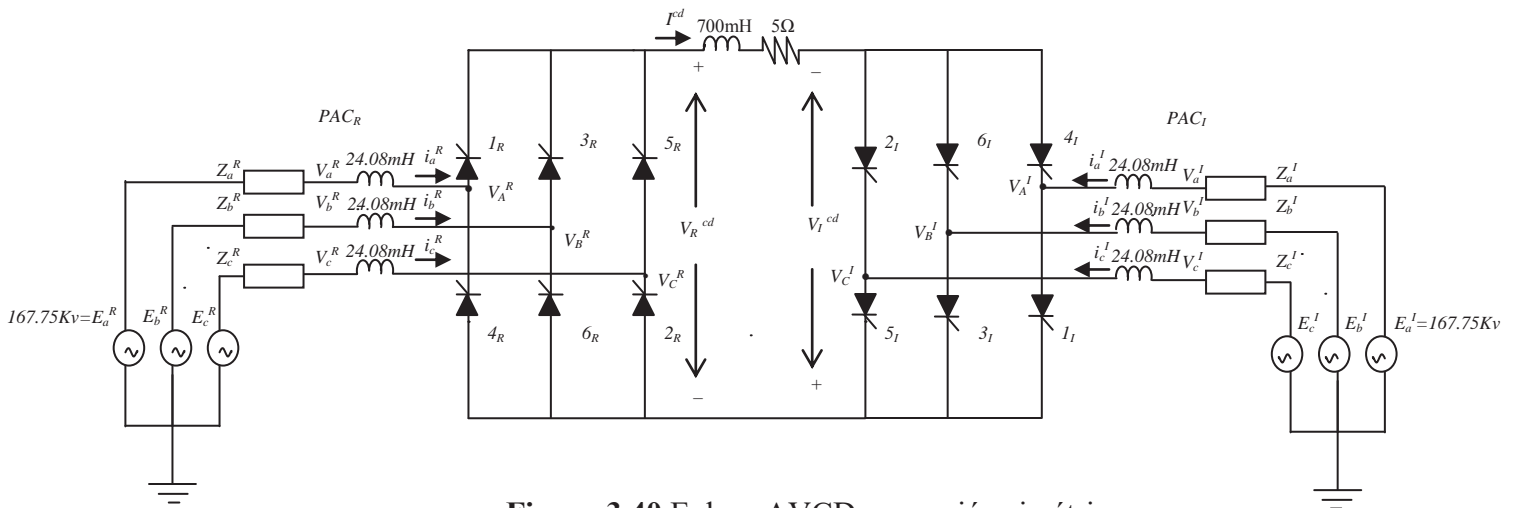 I^cd
700mH 5Ω
+ −
PAC_R PAC_I
1_R 3_R 5_R 2_I 6_I 4_I
Z_a^R V_a^R 24.08mH i_a^R V_A^R V_A^I i_a^I 24.08mH V_a^I Z_a^I
Z_b^R V_b^R 24.08mH i_b^R V_B^R V_R^cd V_I^cd V_B^I i_b^I 24.08mH V_b^I Z_b^I
Z_c^R V_c^R 24.08mH i_c^R V_C^R V_C^I i_c^I 24.08mH V_c^I Z_c^I
167.75Kv=E_a^R E_b^R E_c^R E_c^I E_b^I E_a^I=167.75Kv
4_R 6_R 2_R 5_I 3_I 1_I
− +